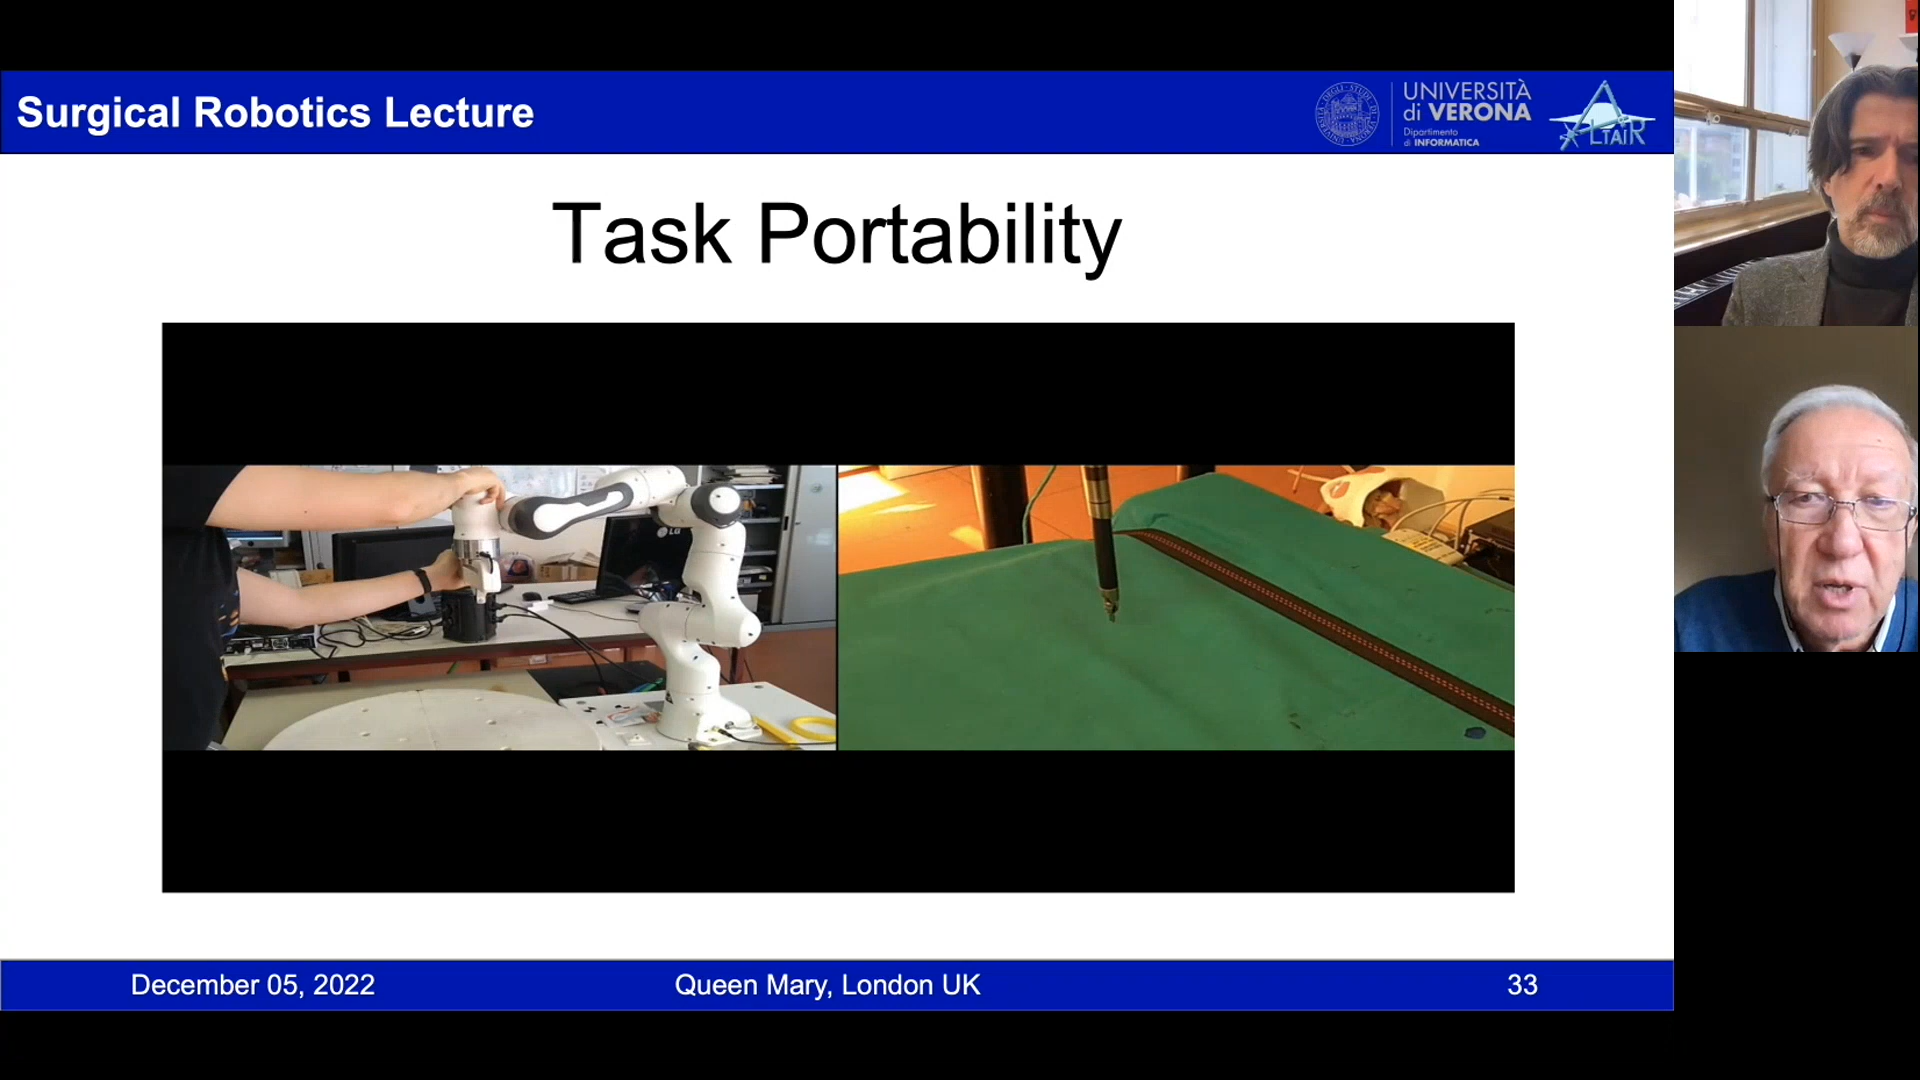 Surgical Robotics Lecture
UNIVERSITÀ
di VERONA
Dipartimento
di INFORMATICA
ALTAIR
Task Portability
LG
December 05, 2022
Queen Mary, London UK
33